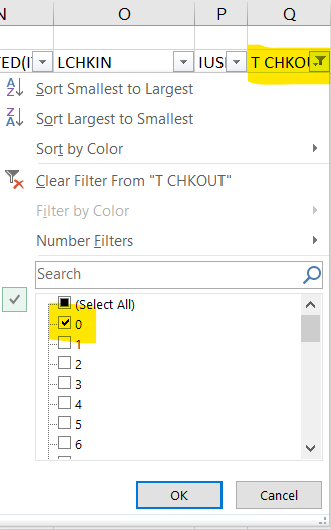 N O P Q
TED(I LCHKIN IUS T CHKOU
A Z Sort Smallest to Largest
Z A Sort Largest to Smallest
Sort by Color
Clear Filter From "T CHKOUT"
Filter by Color
Number Filters
Search
(Select All)
0
1
2
3
4
5
6
OK Cancel